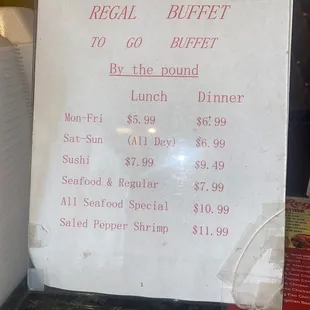 REGAL BUFFET
TO GO BUFFET
By the pound
Lunch Dinner
Mon-Fri $5.99 $6.99
Sat-Sun (All Day) $6.99
Sushi $7.99 $9.49
Seafood & Regular $7.99
All Seafood Special $10.99
Saled Pepper Shrimp $11.99
1